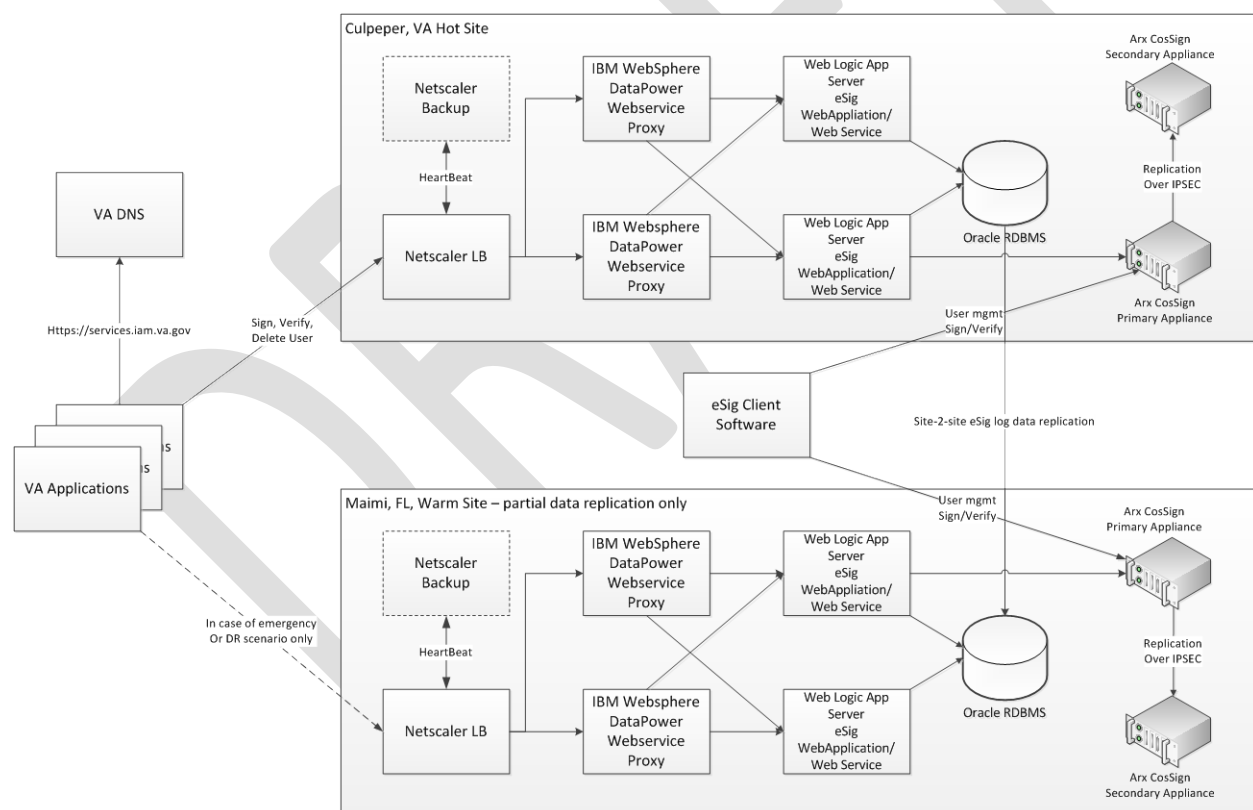 Culpeper, VA Hot Site
Netscaler
Backup
HeartBeat
Netscaler LB
IBM WebSphere
DataPower
Webservice
Proxy
IBM Websphere
DataPower
Webservice
Proxy
Web Logic App
Server
eSig
WebAppliation/
Web Service
Web Logic App
Server
eSig
WebApplication/
Web Service
Oracle RDBMS
Arx CosSign
Secondary Appliance
Replication
Over IPSEC
Arx CoSign
Primary Appliance
VA DNS
Https://services.iam.va.gov
Sign, Verify,
Delete User
VA Applications
ns
ns
User mgmt
Sign/Verify
eSig Client
Software
Site-2-site eSig log data replication
User mgmt
Sign/Verify
In case of emergency
Or DR scenario only
Maimi, FL, Warm Site – partial data replication only
Netscaler
Backup
HeartBeat
Netscaler LB
IBM WebSphere
DataPower
Webservice
Proxy
IBM Websphere
DataPower
Webservice
Proxy
Web Logic App
Server
eSig
WebApplication/
Web Service
Web Logic App
Server
eSig
WebApplication/
Web Service
Oracle RDBMS
Arx CoSign
Primary Appliance
Replication
Over IPSEC
Arx CosSign
Secondary Appliance